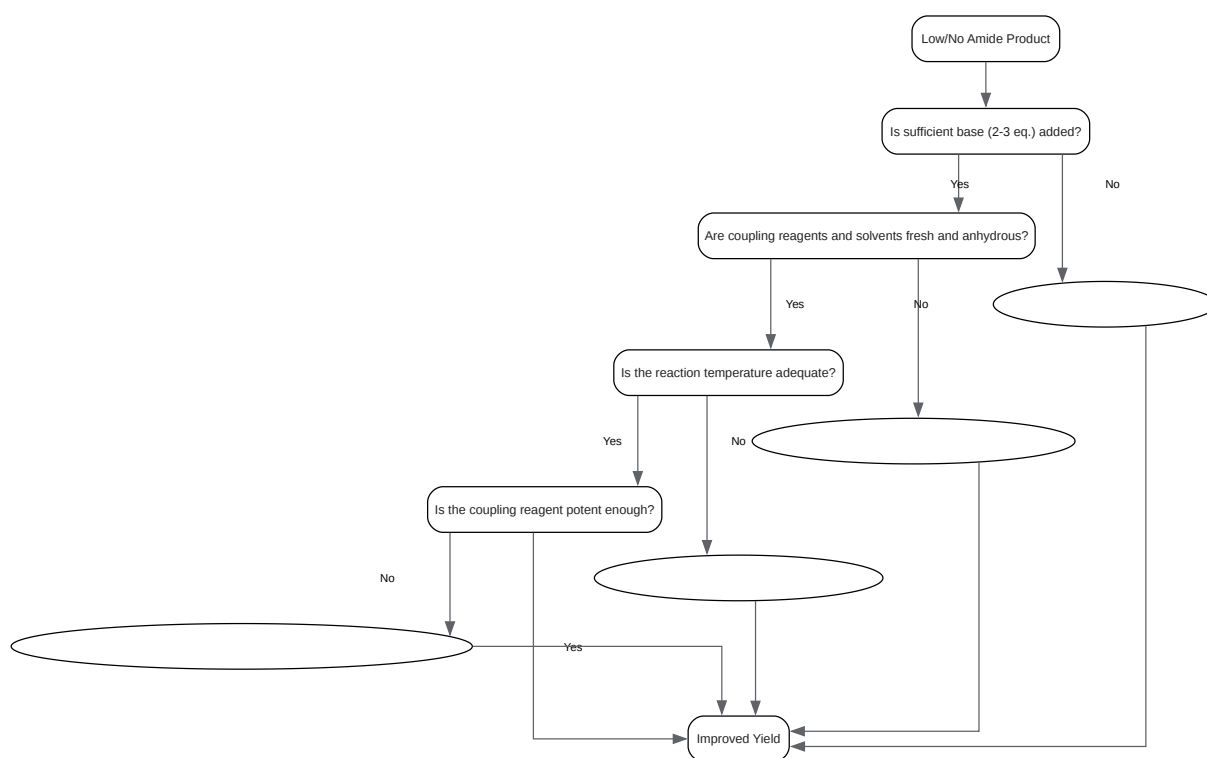 Low/No Amide Product
Is sufficient base (2-3 eq.) added?
Yes
No
Are coupling reagents and solvents fresh and anhydrous?
Yes
No
Is the reaction temperature adequate?
Yes
No
Is the coupling reagent potent enough?
No
Yes
Improved Yield